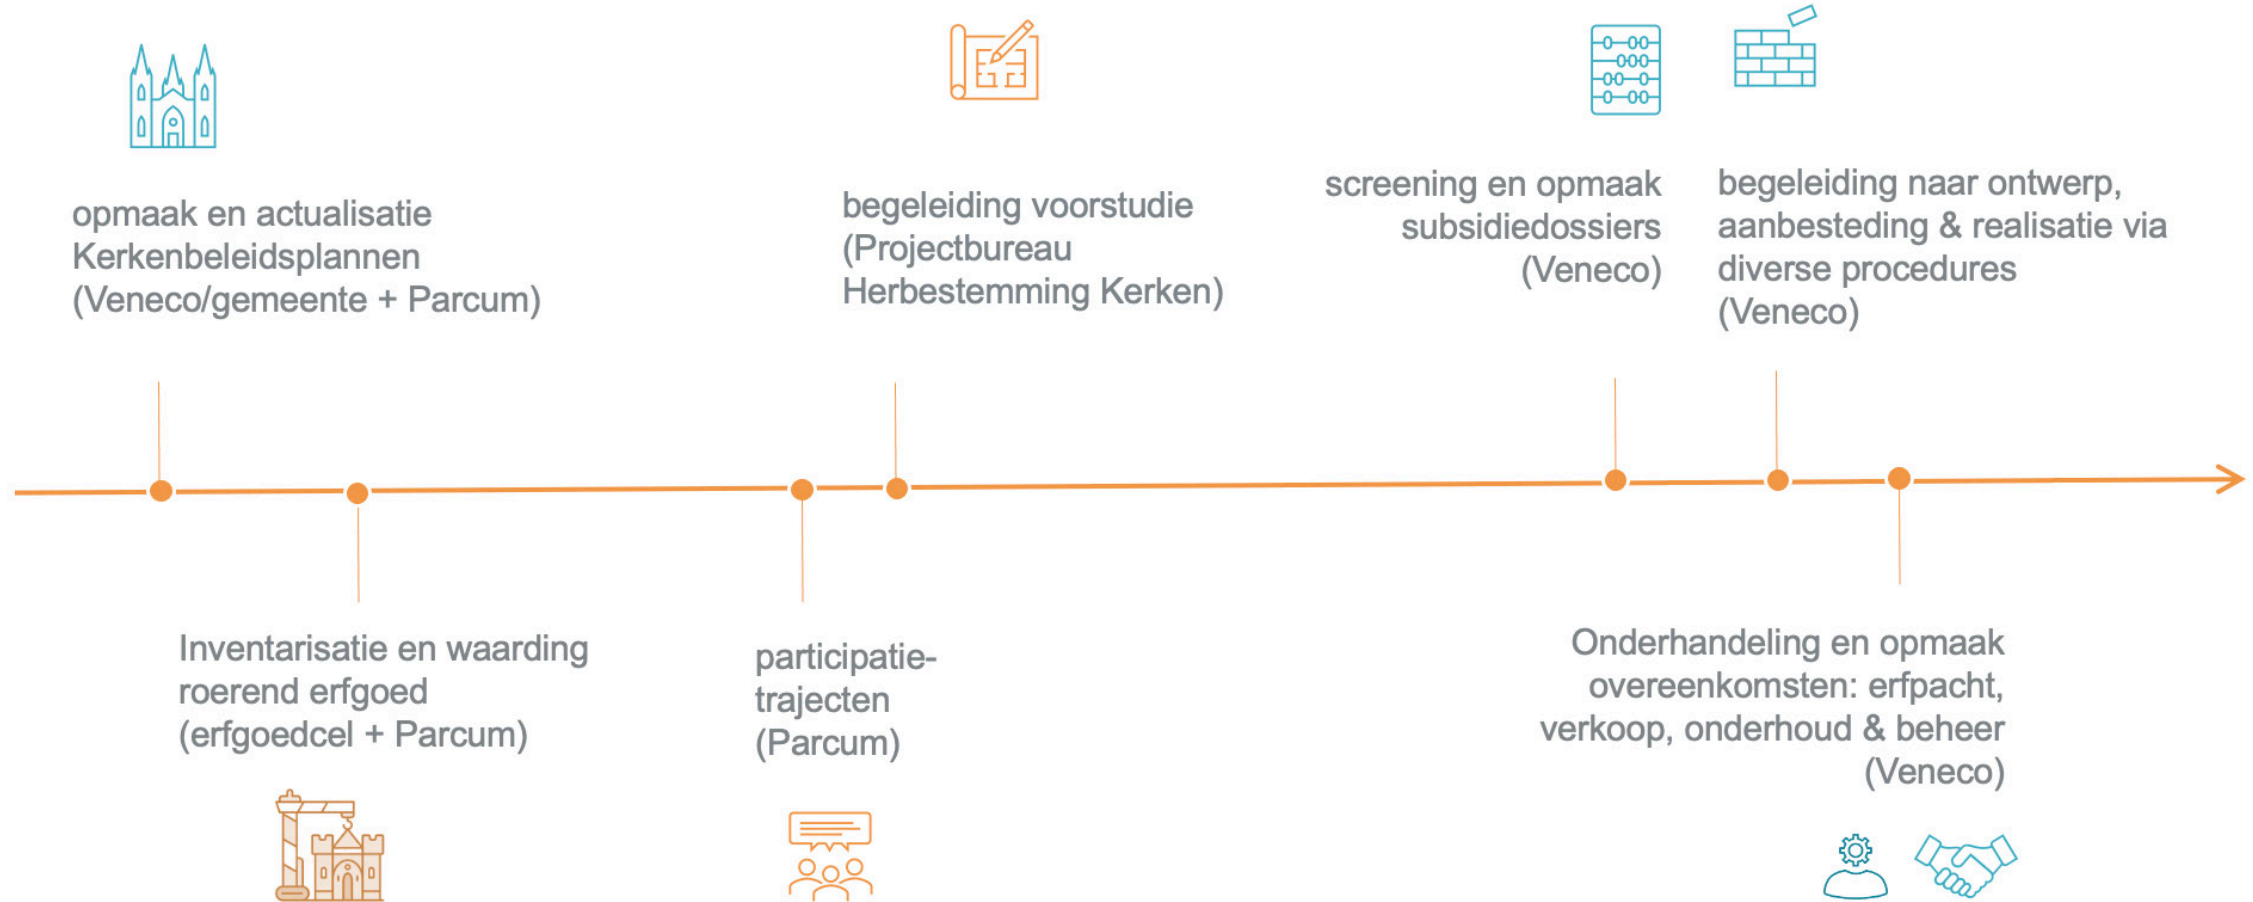 opmaak en actualisatie
Kerkenbeleidsplannen
(Veneco/gemeente + Parcum)
Inventarisatie en waarding
roerend erfgoed
(erfgoedcel + Parcum)
participatie-
trajecten
(Parcum)
begeleiding voorstudie
(Projectbureau
Herbestemming Kerken)
screening en opmaak
subsidiedossiers
(Veneco)
begeleiding naar ontwerp,
aanbesteding & realisatie via
diverse procedures
(Veneco)
Onderhandeling en opmaak
overeenkomsten: erfpacht,
verkoop, onderhoud & beheer
(Veneco)